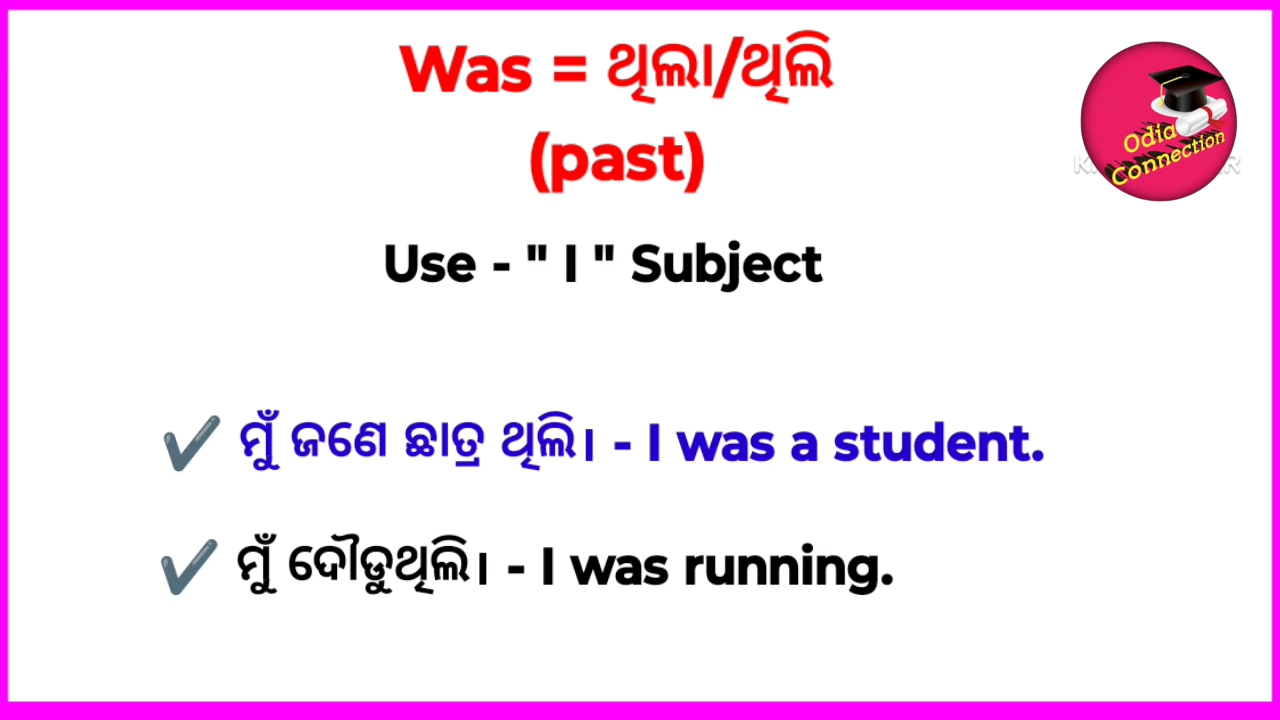 Was = ଥିଲା/ଥିଲି
(past)
Odia
Connection
Use - " I " Subject
✔ ମୁଁ ଜଣେ ଛାତ୍ର ଥିଲି। - I was a student.
✔ ମୁଁ ଦୌଡୁଥିଲି। - I was running.